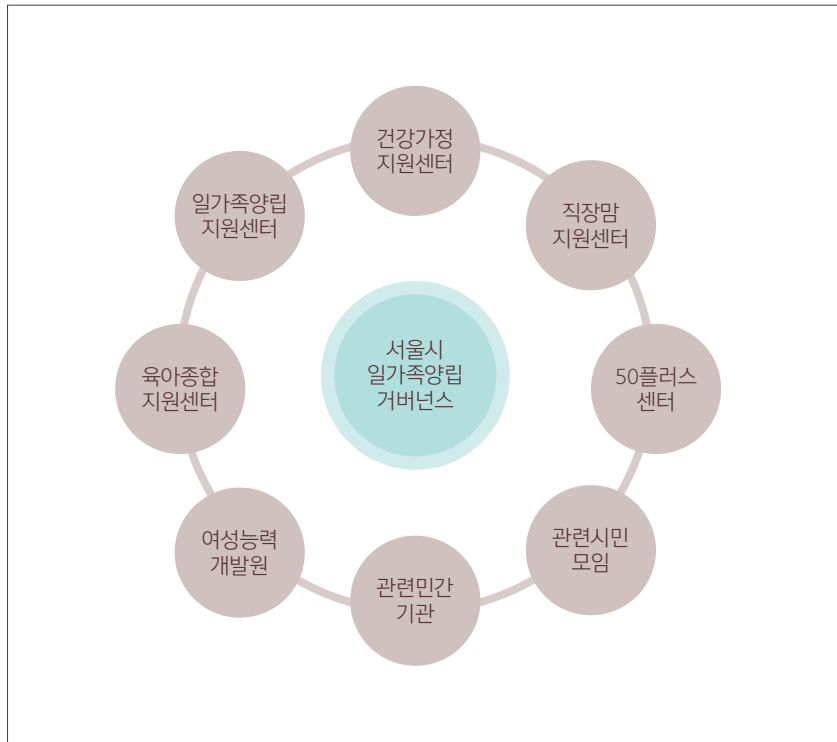 건강가정
지원센터
일가족양립
지원센터
직장맘
지원센터
서울시
일가족양립
거버넌스
육아종합
지원센터
50플러스
센터
여성능력
개발원
관련시민
모임
관련민간
기관